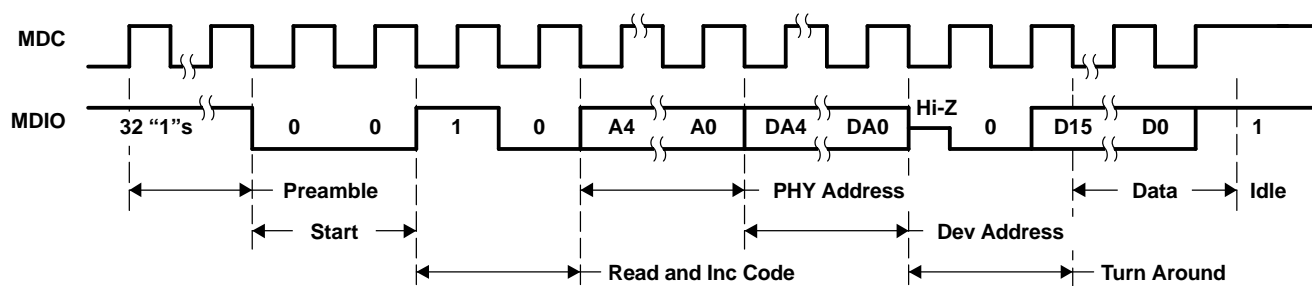 MDC
Hi-Z
MDIO 32 “1”s 0 0 1 0 A4 A0 DA4 DA0 0 D15 D0 1
Preamble PHY Address Data Idle
Start Dev Address
Read and Inc Code Turn Around